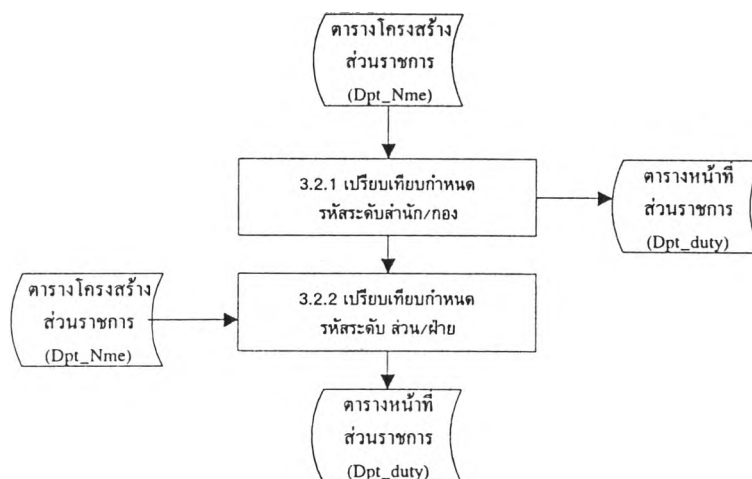 ตารางโครงสร้าง
ส่วนราชการ
(Dpt_Nme)
3.2.1 เปรียบเทียบกำหนด
รหัสระดับสำนัก/กอง
ตารางหน้าที่
ส่วนราชการ
(Dpt_duty)
ตารางโครงสร้าง
ส่วนราชการ
(Dpt_Nme)
3.2.2 เปรียบเทียบกำหนด
รหัสระดับ ส่วน/ฝ่าย
ตารางหน้าที่
ส่วนราชการ
(Dpt_duty)